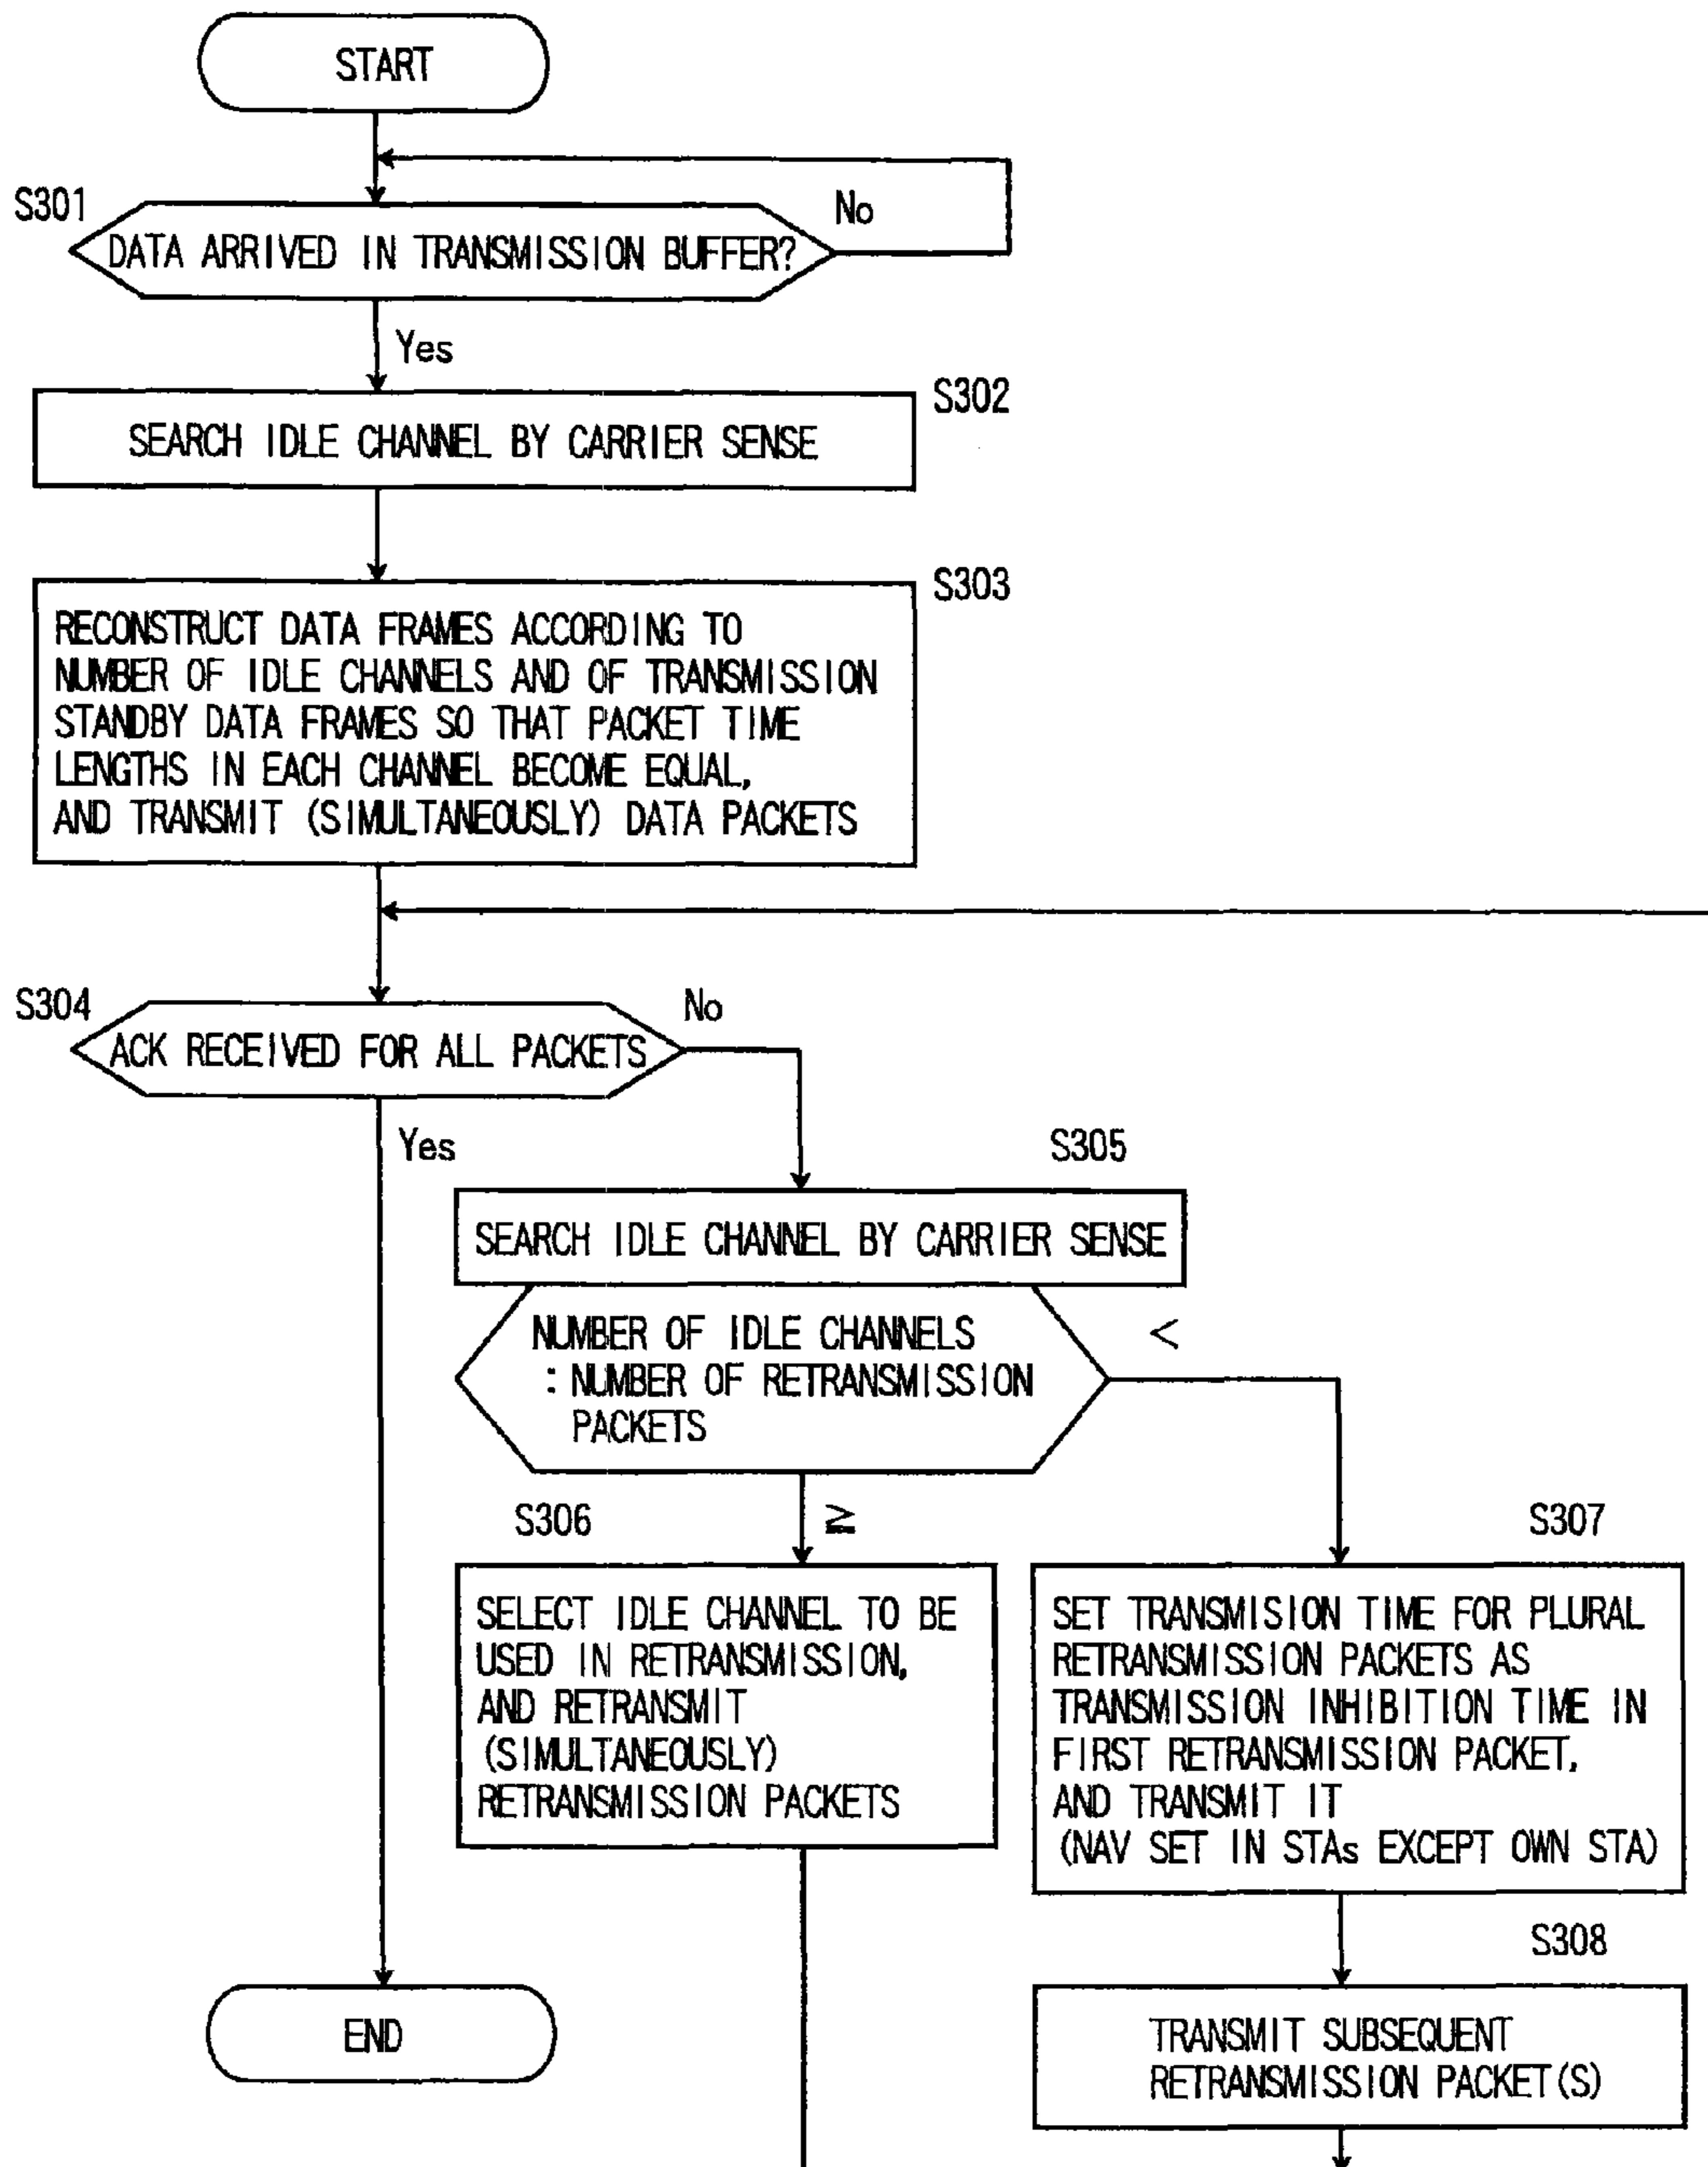 START
S301
DATA ARRIVED IN TRANSMISSION BUFFER?
No
Yes
S302
SEARCH IDLE CHANNEL BY CARRIER SENSE
S303
RECONSTRUCT DATA FRAMES ACCORDING TO
NUMBER OF IDLE CHANNELS AND OF TRANSMISSION
STANDBY DATA FRAMES SO THAT PACKET TIME
LENGTHS IN EACH CHANNEL BECOME EQUAL,
AND TRANSMIT (SIMULTANEOUSLY) DATA PACKETS
S304
ACK RECEIVED FOR ALL PACKETS
No
Yes
S305
SEARCH IDLE CHANNEL BY CARRIER SENSE
NUMBER OF IDLE CHANNELS
: NUMBER OF RETRANSMISSION
PACKETS
<
≧
S306
SELECT IDLE CHANNEL TO BE
USED IN RETRANSMISSION,
AND RETRANSMIT
(SIMULTANEOUSLY)
RETRANSMISSION PACKETS
S307
SET TRANSMISION TIME FOR PLURAL
RETRANSMISSION PACKETS AS
TRANSMISSION INHIBITION TIME IN
FIRST RETRANSMISSION PACKET,
AND TRANSMIT IT
(NAV SET IN STAs EXCEPT OWN STA)
S308
TRANSMIT SUBSEQUENT
RETRANSMISSION PACKET(S)
END